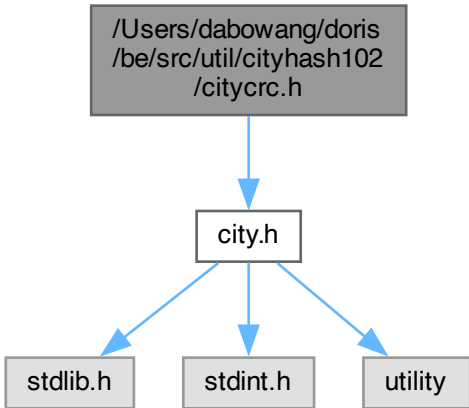 /Users/dabowang/doris
/be/src/util/cityhash102
/citycrc.h
city.h
stdlib.h
stdint.h
utility